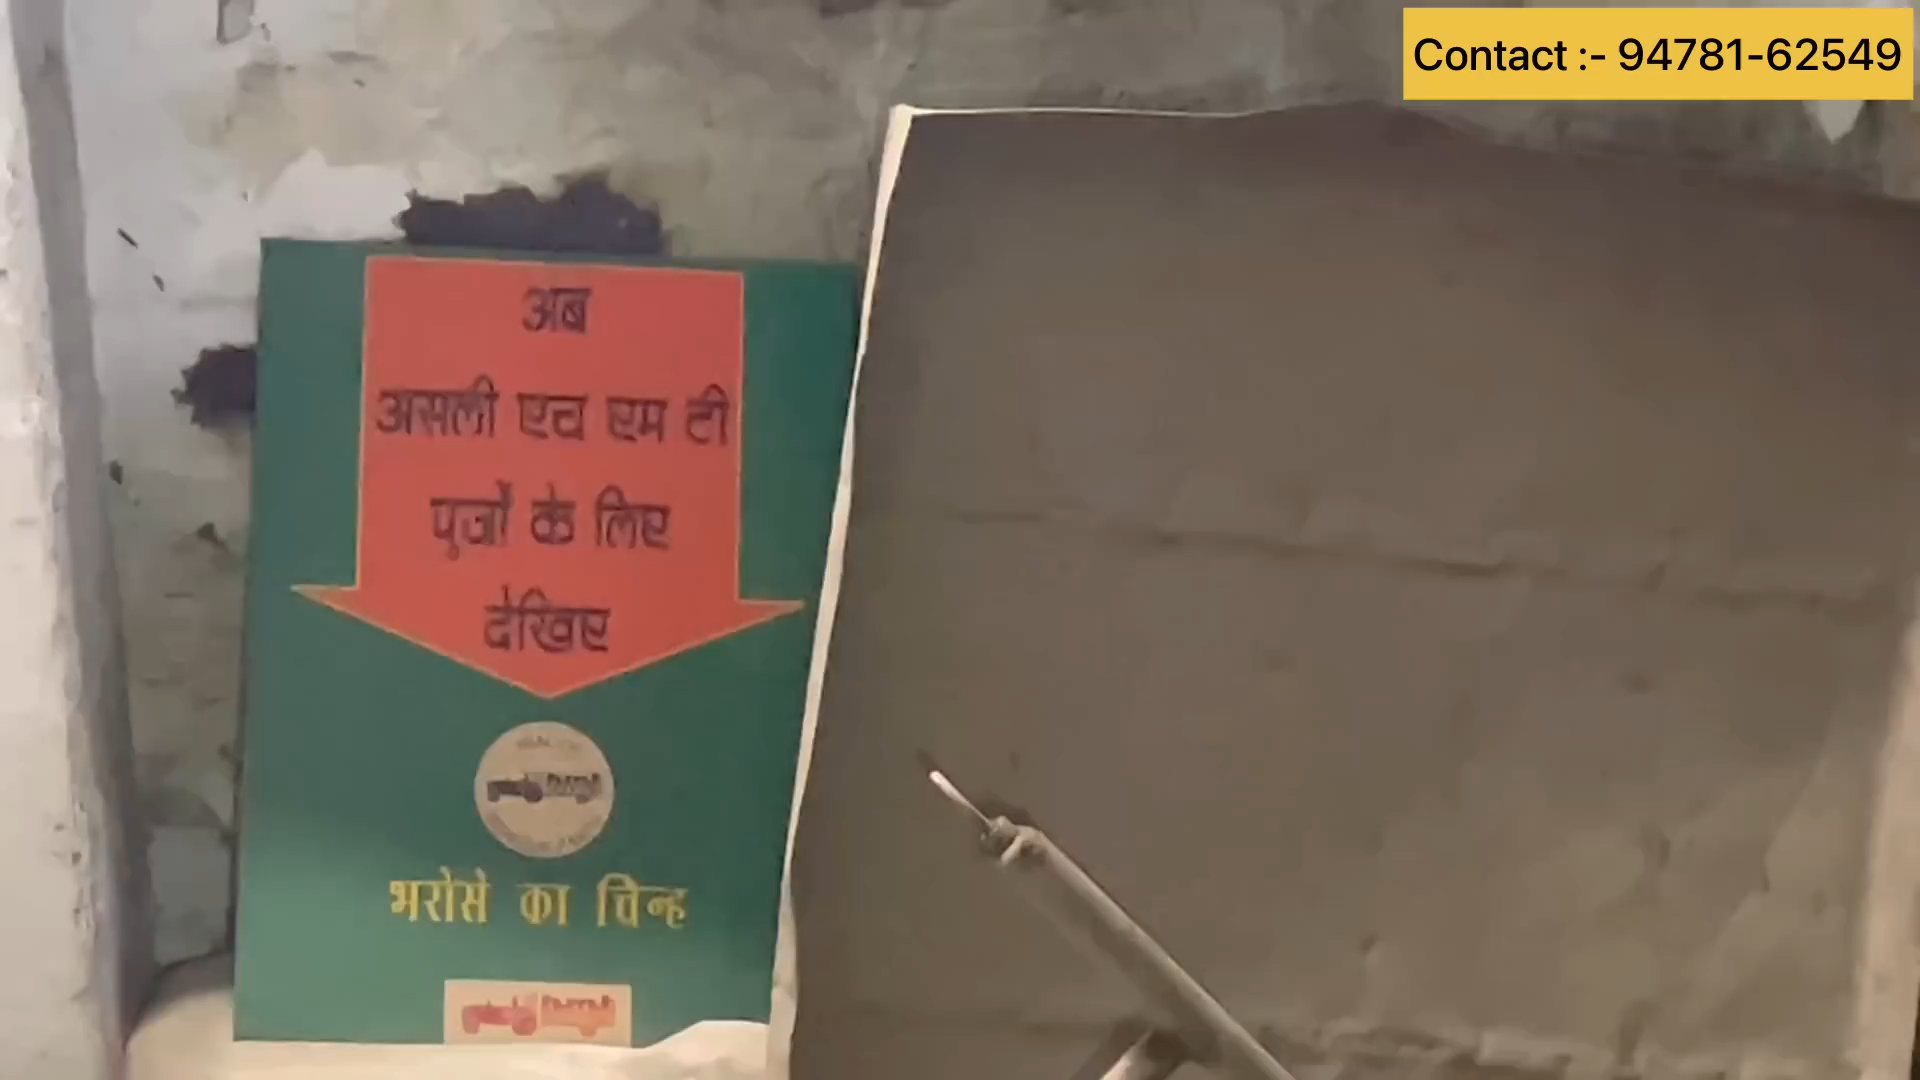 Contact :- 94781-62549
अब
असली एच एम टी
पुर्जो के लिए
देखिए
भरोसे का चिन्ह